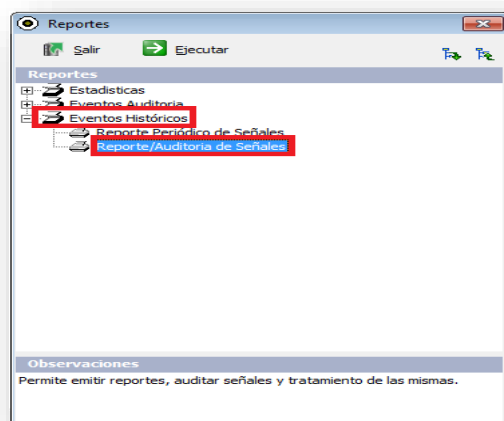 Reportes
Salir Ejecutar
Reportes
Estadisticas
Eventos Auditoria
Eventos Históricos
Reporte Periódico de Señales
Reporte/Auditoria de Señales
Observaciones
Permite emitir reportes, auditar señales y tratamiento de las mismas.